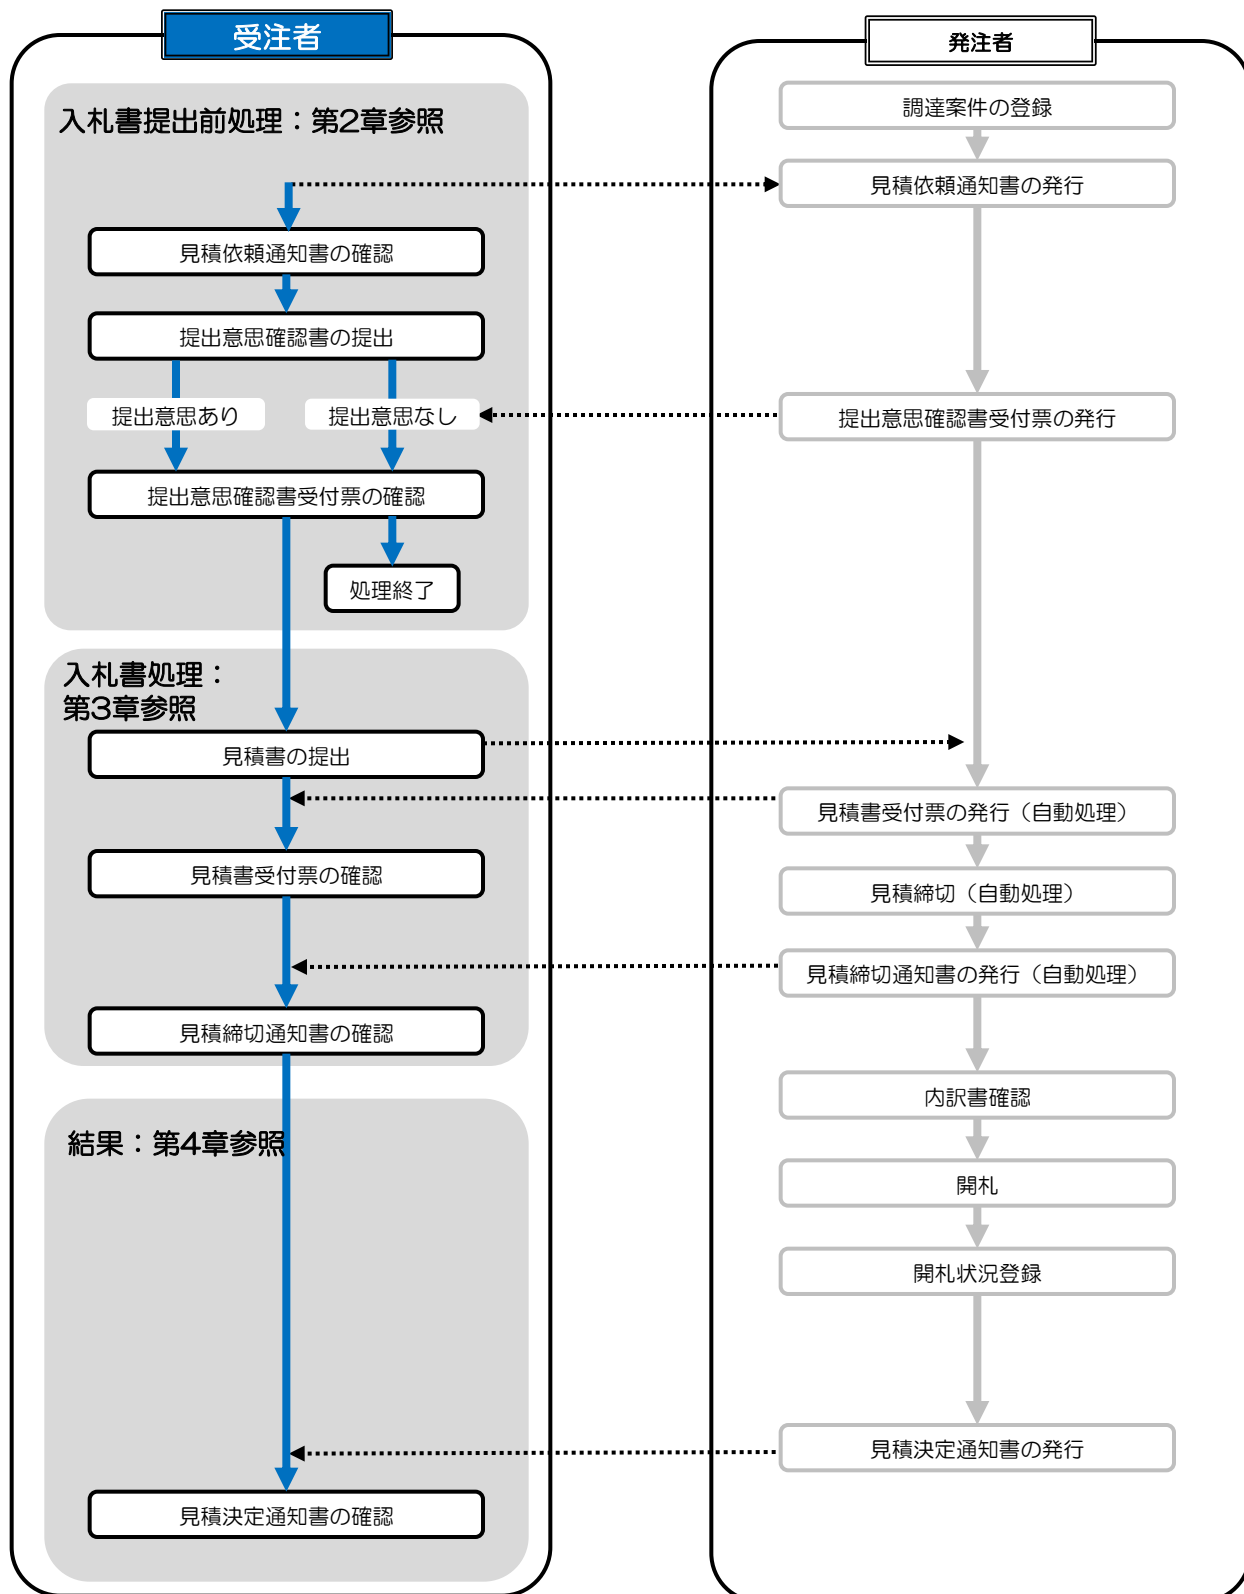 受注者
入札書提出前処理：第2章参照
見積依頼通知書の確認
提出意思確認書の提出
提出意思あり
提出意思なし
提出意思確認書受付票の確認
処理終了
入札書処理：
第3章参照
見積書の提出
見積書受付票の確認
見積締切通知書の確認
結果：第4章参照
見積決定通知書の確認
発注者
調達案件の登録
見積依頼通知書の発行
提出意思確認書受付票の発行
見積書受付票の発行（自動処理）
見積締切（自動処理）
見積締切通知書の発行（自動処理）
内訳書確認
開札
開札状況登録
見積決定通知書の発行